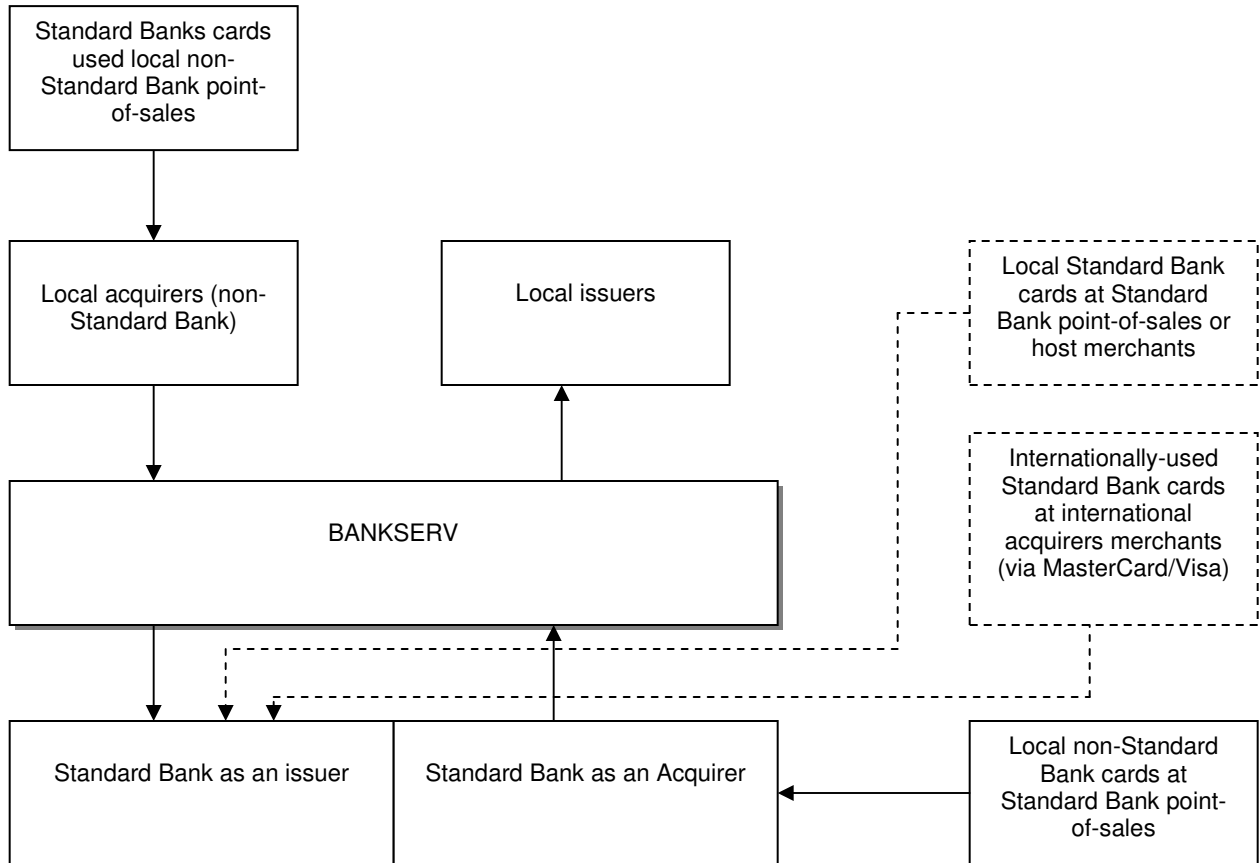 Standard Banks cards
used local non-
Standard Bank point-
of-sales
Local acquirers (non-
Standard Bank)
Local issuers
Local Standard Bank
cards at Standard
Bank point-of-sales or
host merchants
Internationally-used
Standard Bank cards
at international
acquirers merchants
(via MasterCard/Visa)
BANKSERV
Standard Bank as an issuer
Standard Bank as an Acquirer
Local non-Standard
Bank cards at
Standard Bank point-
of-sales